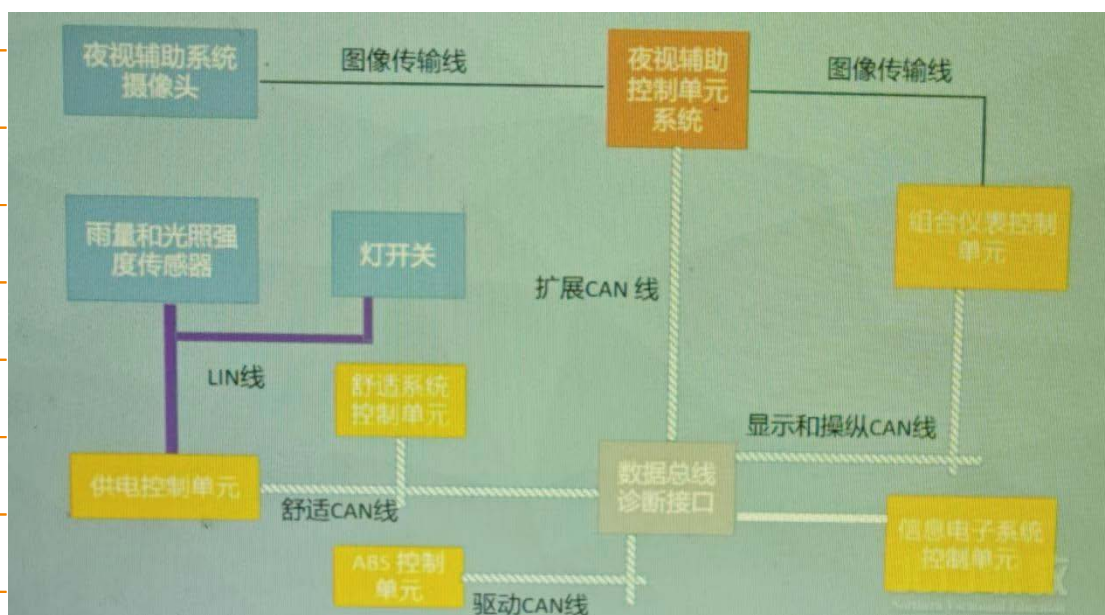 夜视辅助系统
摄像头
图像传输线
夜视辅助
控制单元
系统
图像传输线
雨量和光照强
度传感器
灯开关
组合仪表控制
单元
扩展CAN 线
LIN线
舒适系统
控制单元
显示和操纵CAN线
供电控制单元
舒适CAN线
数据总线
诊断接口
信息电子系统
控制单元
ABS 控制
单元
驱动CAN线